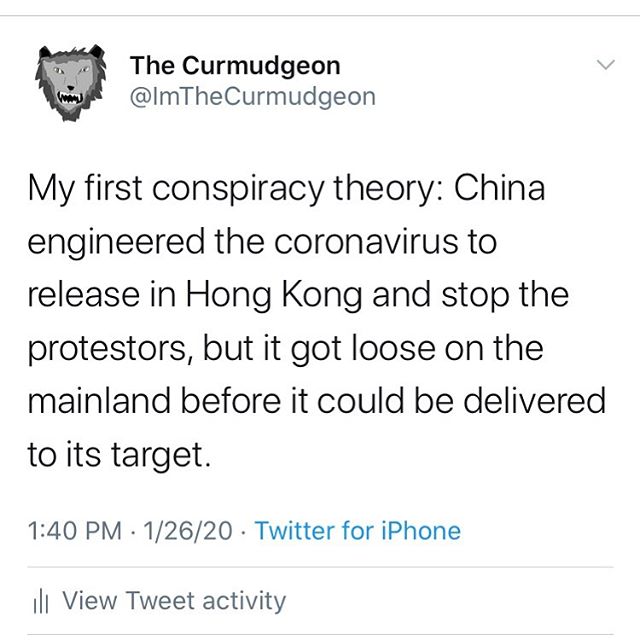 The Curmudgeon
@ImTheCurmudgeon
My first conspiracy theory: China
engineered the coronavirus to
release in Hong Kong and stop the
protestors, but it got loose on the
mainland before it could be delivered
to its target.
1:40 PM · 1/26/20 · Twitter for iPhone
View Tweet activity